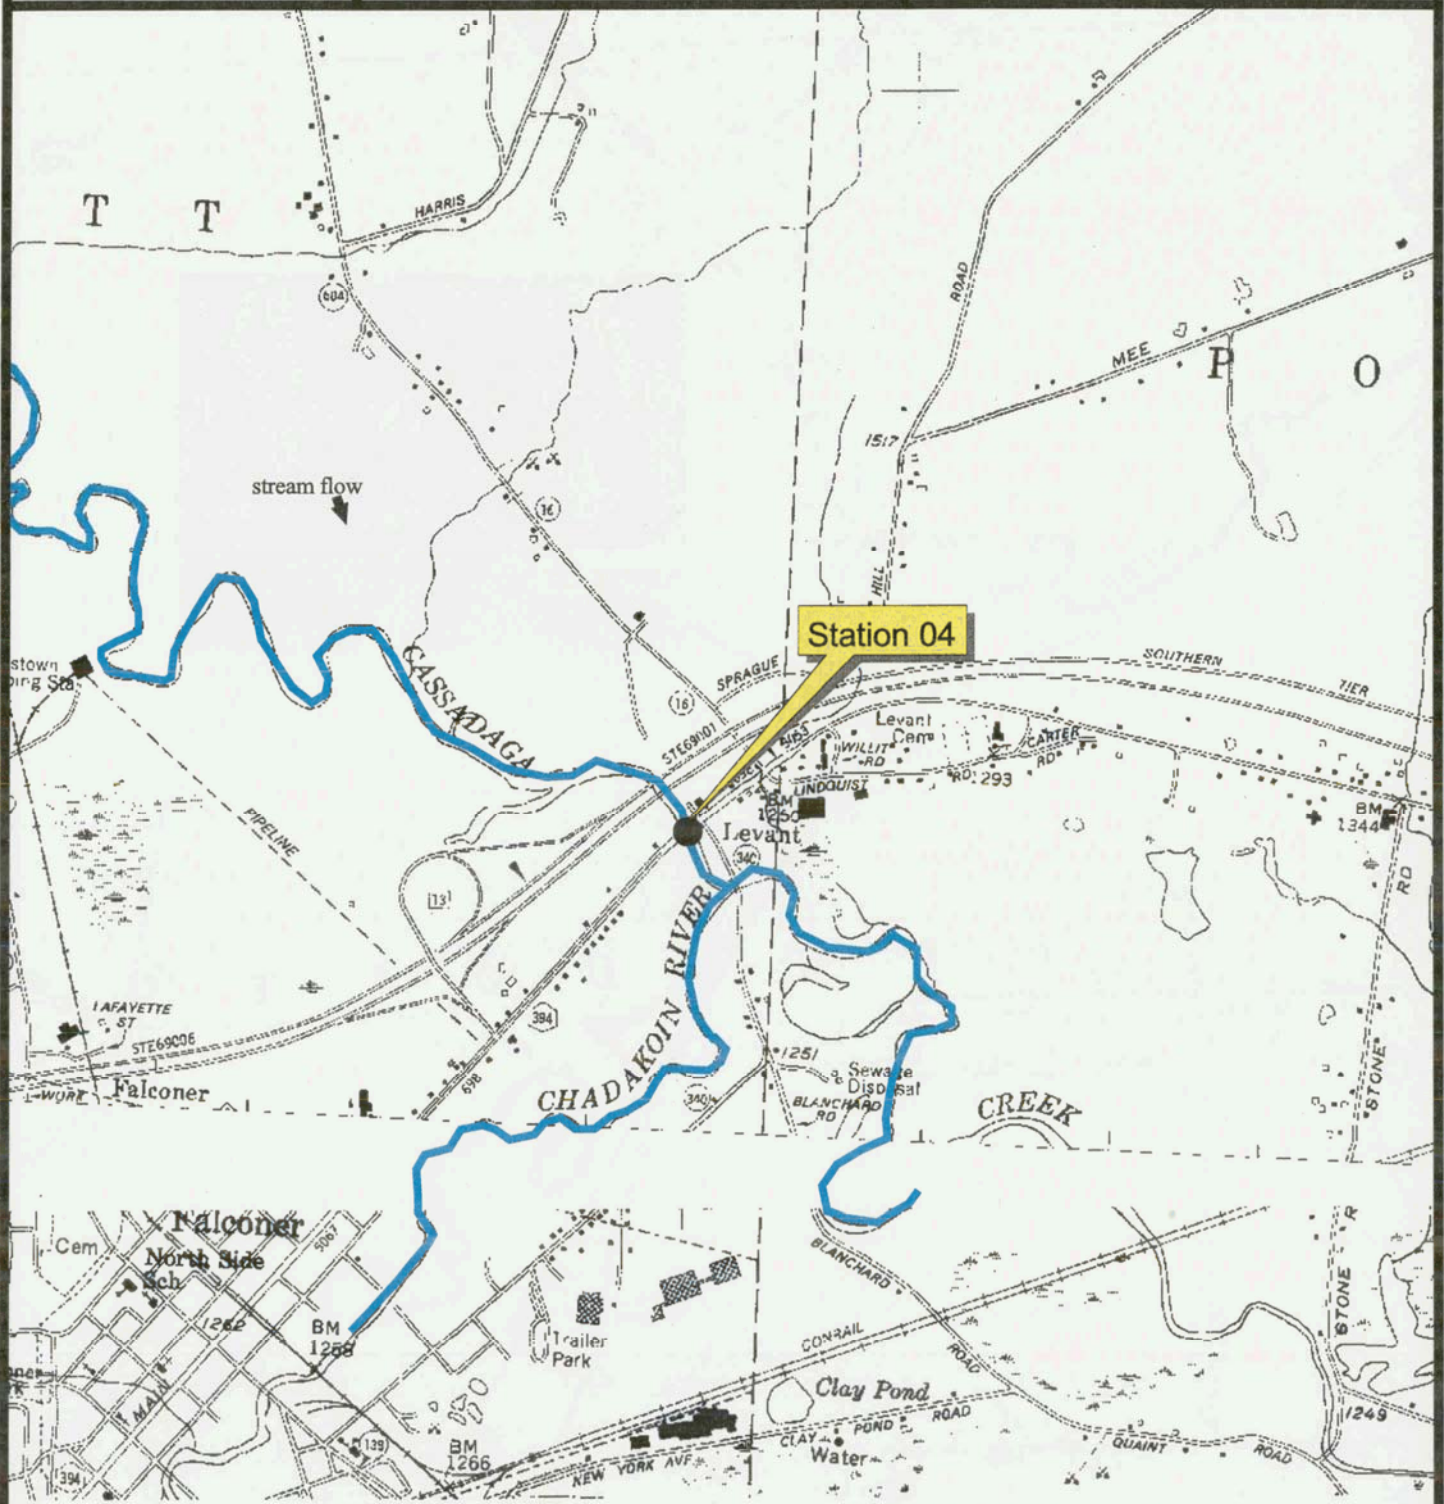 HARRIS
T T
604
ROAD
MEE
P O
1517
stream flow
16
HILL
Station 04
SPRAGUE
SOUTHERN
TIER
stown
ping Sta
CASSADAGA
16
STE69001
Levant
Cem
WILLIT
RD
CARTER
RD
LINDQUIST
RD
1293
BM
1250
BM
1344
PIPELINE
Levant
340
13
RD
RIVER
394
LAFAYETTE
ST
STE69006
1251
Sewage
Disposal
CHADAKOIN
698
340
BLANCHARD
RD
STONE
Falconer
CREEK
Falconer
Cem
5067
North Side
Sch
1262
BM
1258
BLANCHARD
STONE R
Trailer
Park
CONRAIL
ROAD
MAIN
Clay Pond
CLAY POND ROAD
1249
139
BM
1266
Water
QUAINT ROAD
394
NEW YORK AVE